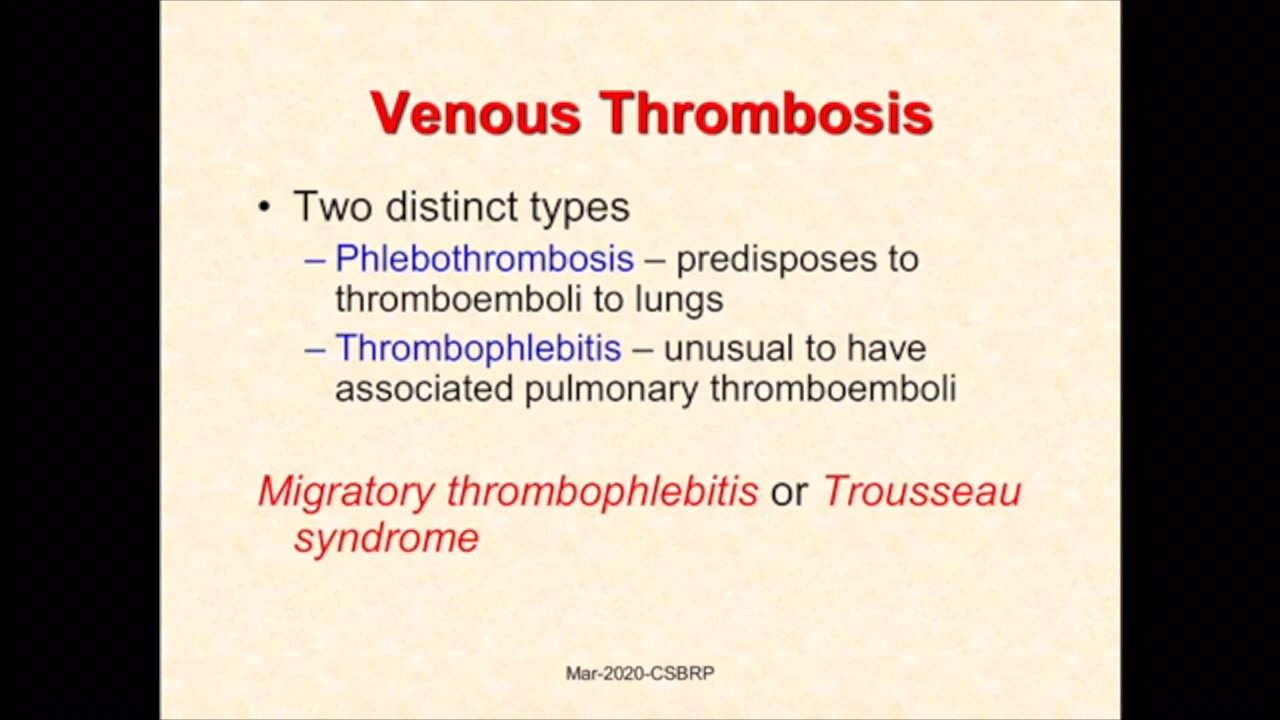 Venous Thrombosis
• Two distinct types
– Phlebothrombosis – predisposes to
thromboemboli to lungs
– Thrombophlebitis – unusual to have
associated pulmonary thromboemboli
Migratory thrombophlebitis or Trousseau
syndrome
Mar-2020-CSBRP